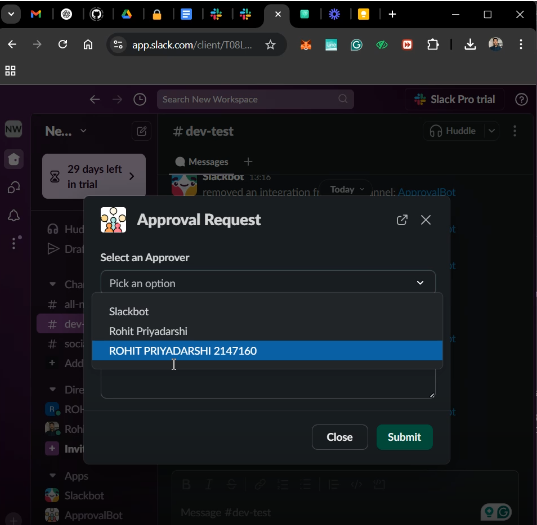 app.slack.com/client/T08L...
Search New Workspace
Slack Pro trial
NW
Ne...
# dev-test
Huddle
29 days left
in trial
Messages
Slackbot 13:16
removed an integration fr
Today
nnel: ApprovalBot
Hud
Draf
Approval Request
Select an Approver
Pick an option
Slackbot
Rohit Priyadarshi
ROHIT PRIYADARSHI 2147160
Close
Submit
Cha
# all-n
# dev-
# soci
+ Add
Dire
ROH
Rohi
Invi
Apps
Slackbot
ApprovalBot
Message #dev-test